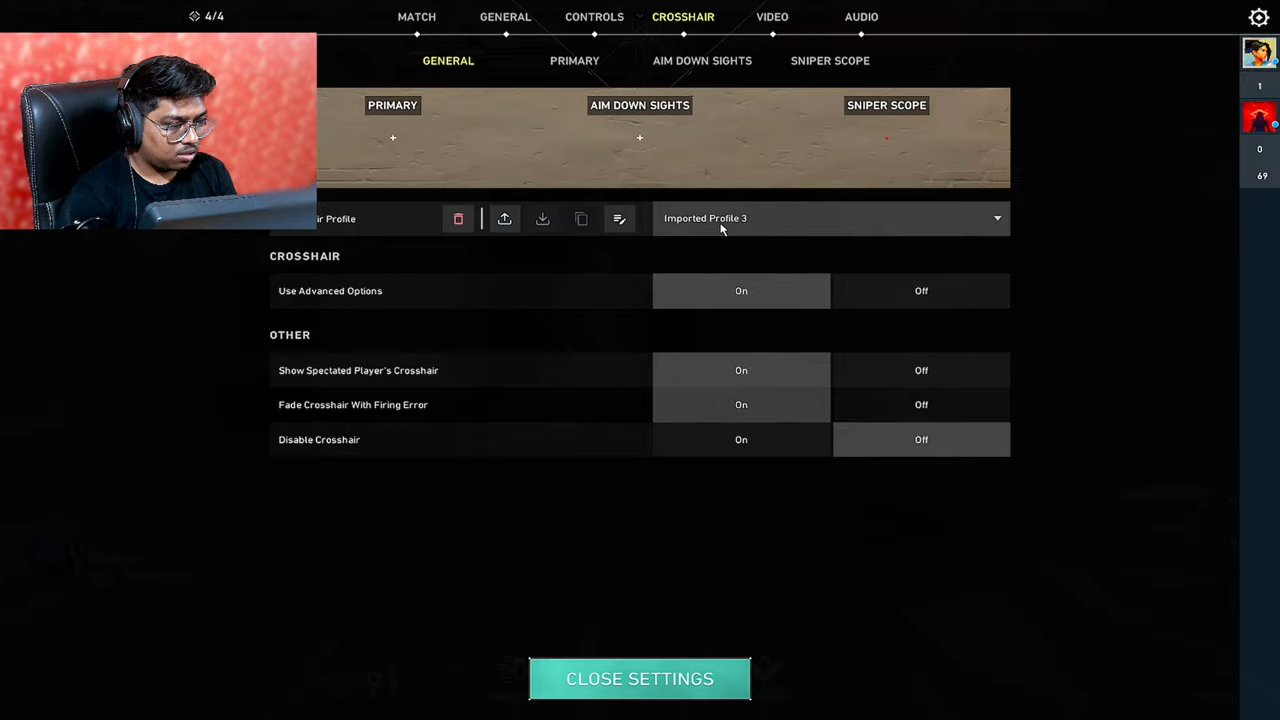 4/4
MATCH GENERAL CONTROLS CROSSHAIR VIDEO AUDIO
GENERAL PRIMARY AIM DOWN SIGHTS SNIPER SCOPE
PRIMARY AIM DOWN SIGHTS SNIPER SCOPE
1
0
69
Profile Imported Profile 3
CROSSHAIR
Use Advanced Options On Off
OTHER
Show Spectated Player's Crosshair On Off
Fade Crosshair With Firing Error On Off
Disable Crosshair On Off
CLOSE SETTINGS